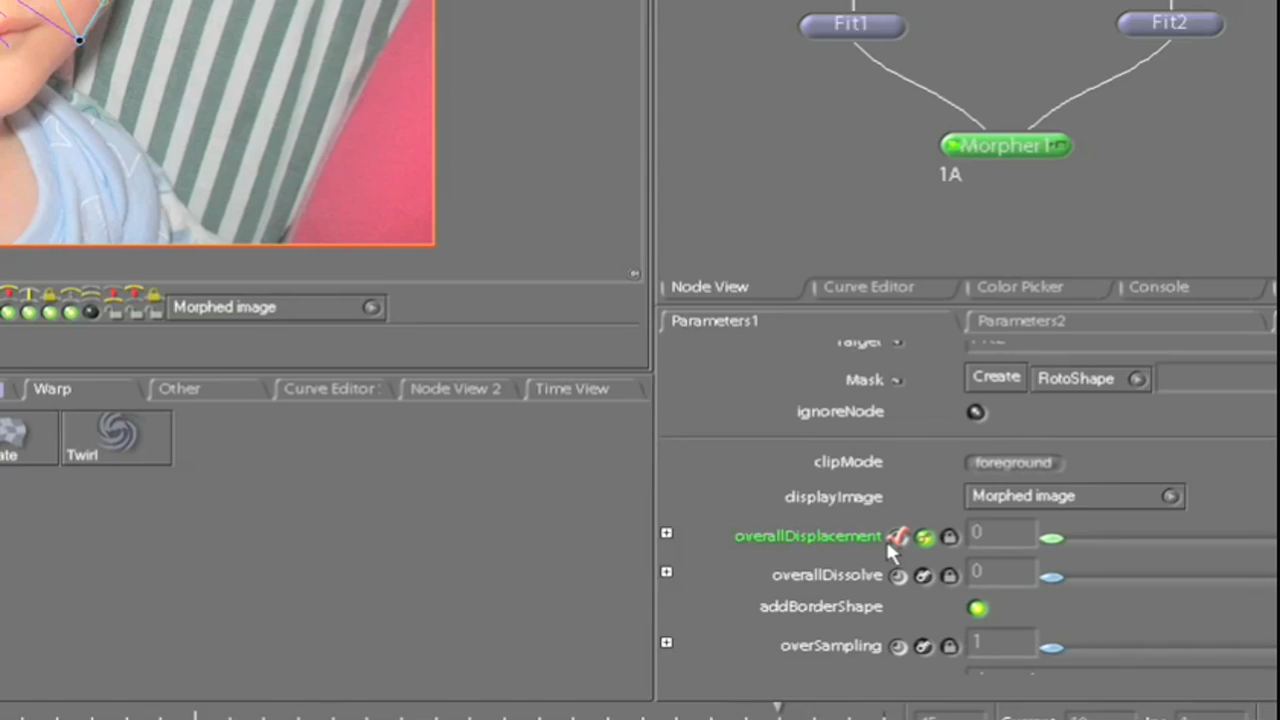 Fit1
Fit2
Morpher1
1A
Morphed image
Node View
Curve Editor
Color Picker
Console
Parameters1
Parameters2
Target
Mask
Create
RotoShape
ignoreNode
clipMode
foreground
displayImage
Morphed image
overallDisplacement
0
overallDissolve
0
addBorderShape
overSampling
1
Warp
Other
Curve Editor
Node View 2
Time View
Twirl